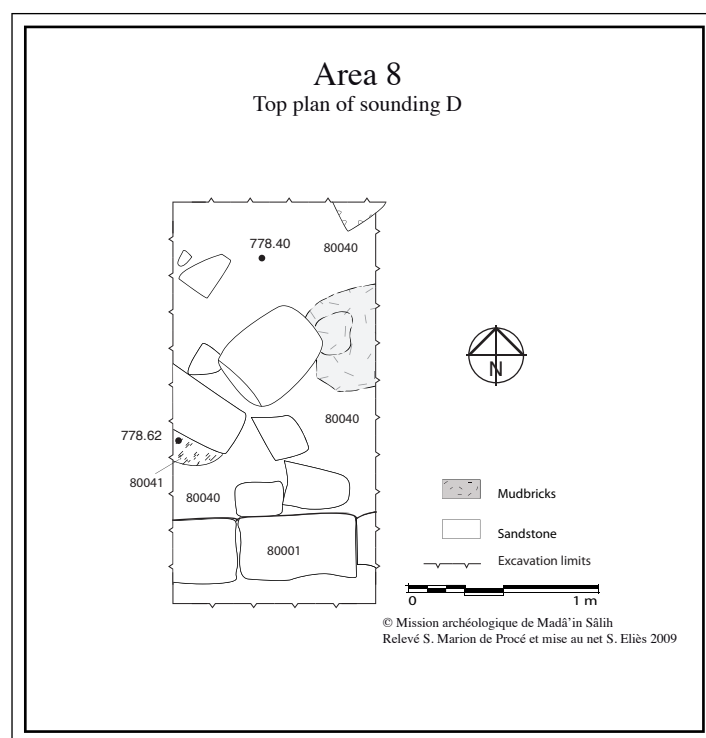 Area 8
Top plan of sounding D
778.40
80040
80040
778.62
80041
80040
80001
N
Mudbricks
Sandstone
Excavation limits
0 1 m
© Mission archéologique de Madâ'in Sâlih
Relevé S. Marion de Procé et mise au net S. Eliès 2009